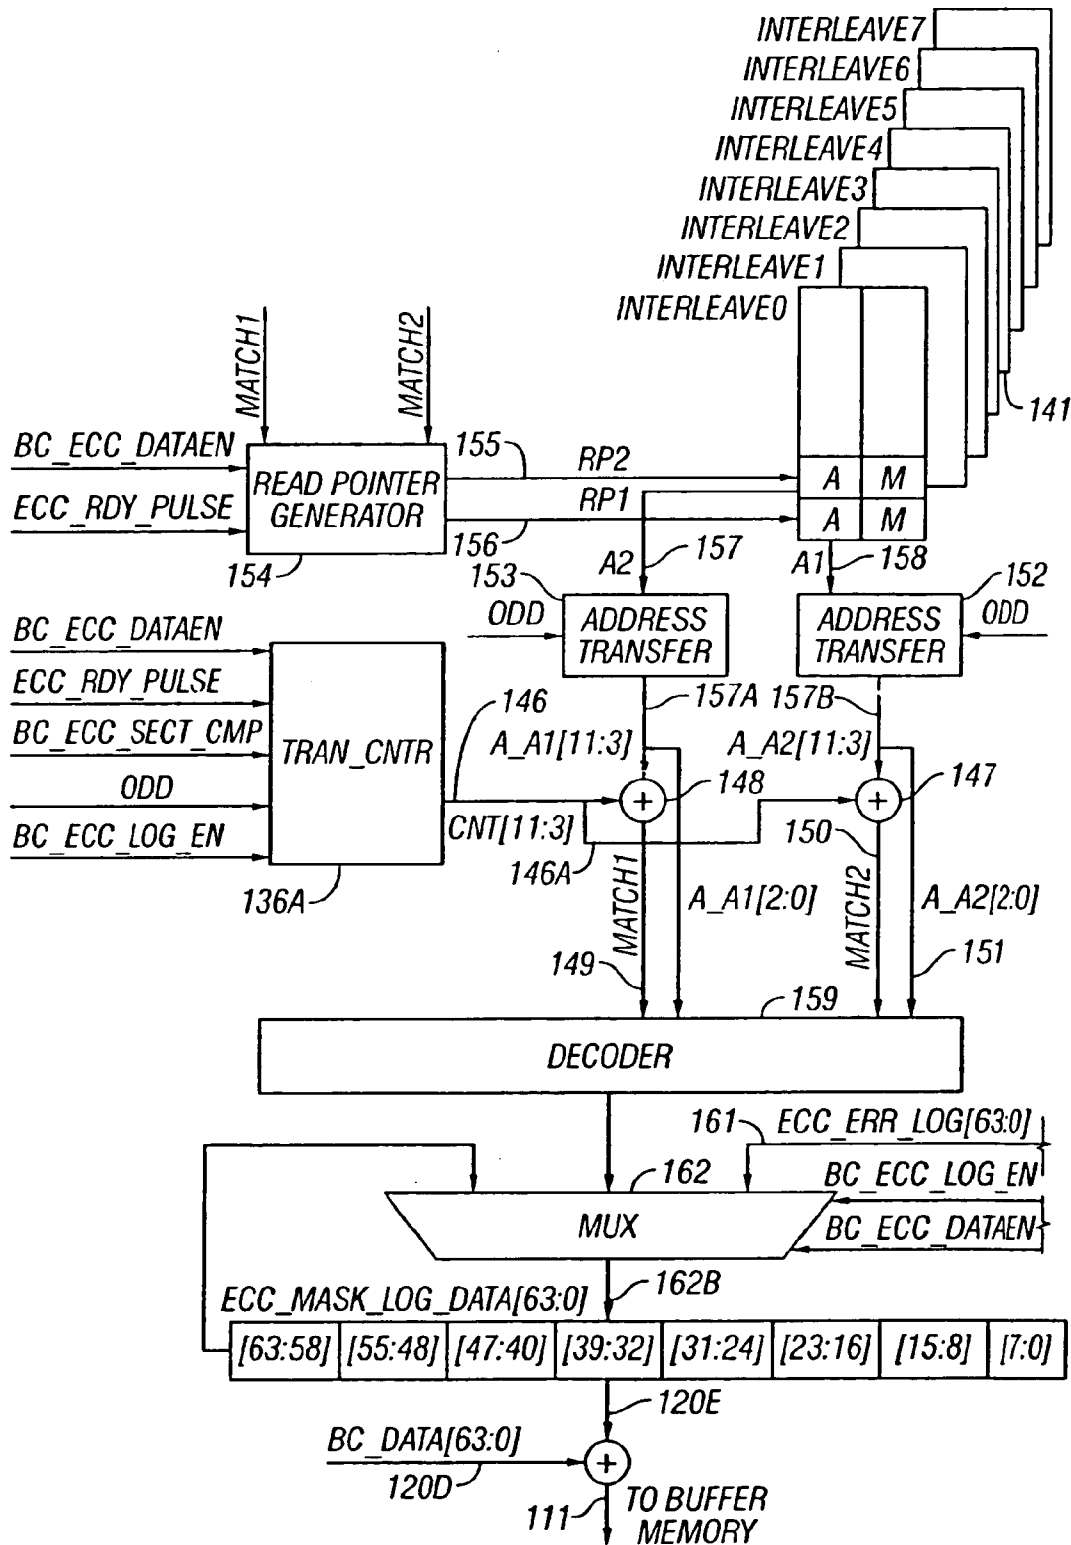 INTERLEAVE7
INTERLEAVE6
INTERLEAVE5
INTERLEAVE4
INTERLEAVE3
INTERLEAVE2
INTERLEAVE1
INTERLEAVE0
141
MATCH1
MATCH2
BC_ECC_DATAEN
ECC_RDY_PULSE
READ POINTER
GENERATOR
154
155
RP2
RP1
156
A M
A M
157
A2
158
A1
153
ODD
ADDRESS
TRANSFER
152
ODD
ADDRESS
TRANSFER
BC_ECC_DATAEN
ECC_RDY_PULSE
BC_ECC_SECT_CMP
ODD
BC_ECC_LOG_EN
TRAN_CNTR
136A
146
CNT[11:3]
146A
157A
A_A1[11:3]
148
157B
A_A2[11:3]
147
150
MATCH1
A_A1[2:0]
149
MATCH2
A_A2[2:0]
151
159
DECODER
161
ECC_ERR_LOG[63:0]
162
BC_ECC_LOG_EN
MUX
BC_ECC_DATAEN
162B
ECC_MASK_LOG_DATA[63:0]
[63:58] [55:48] [47:40] [39:32] [31:24] [23:16] [15:8] [7:0]
120E
BC_DATA[63:0]
120D
111
TO BUFFER
MEMORY